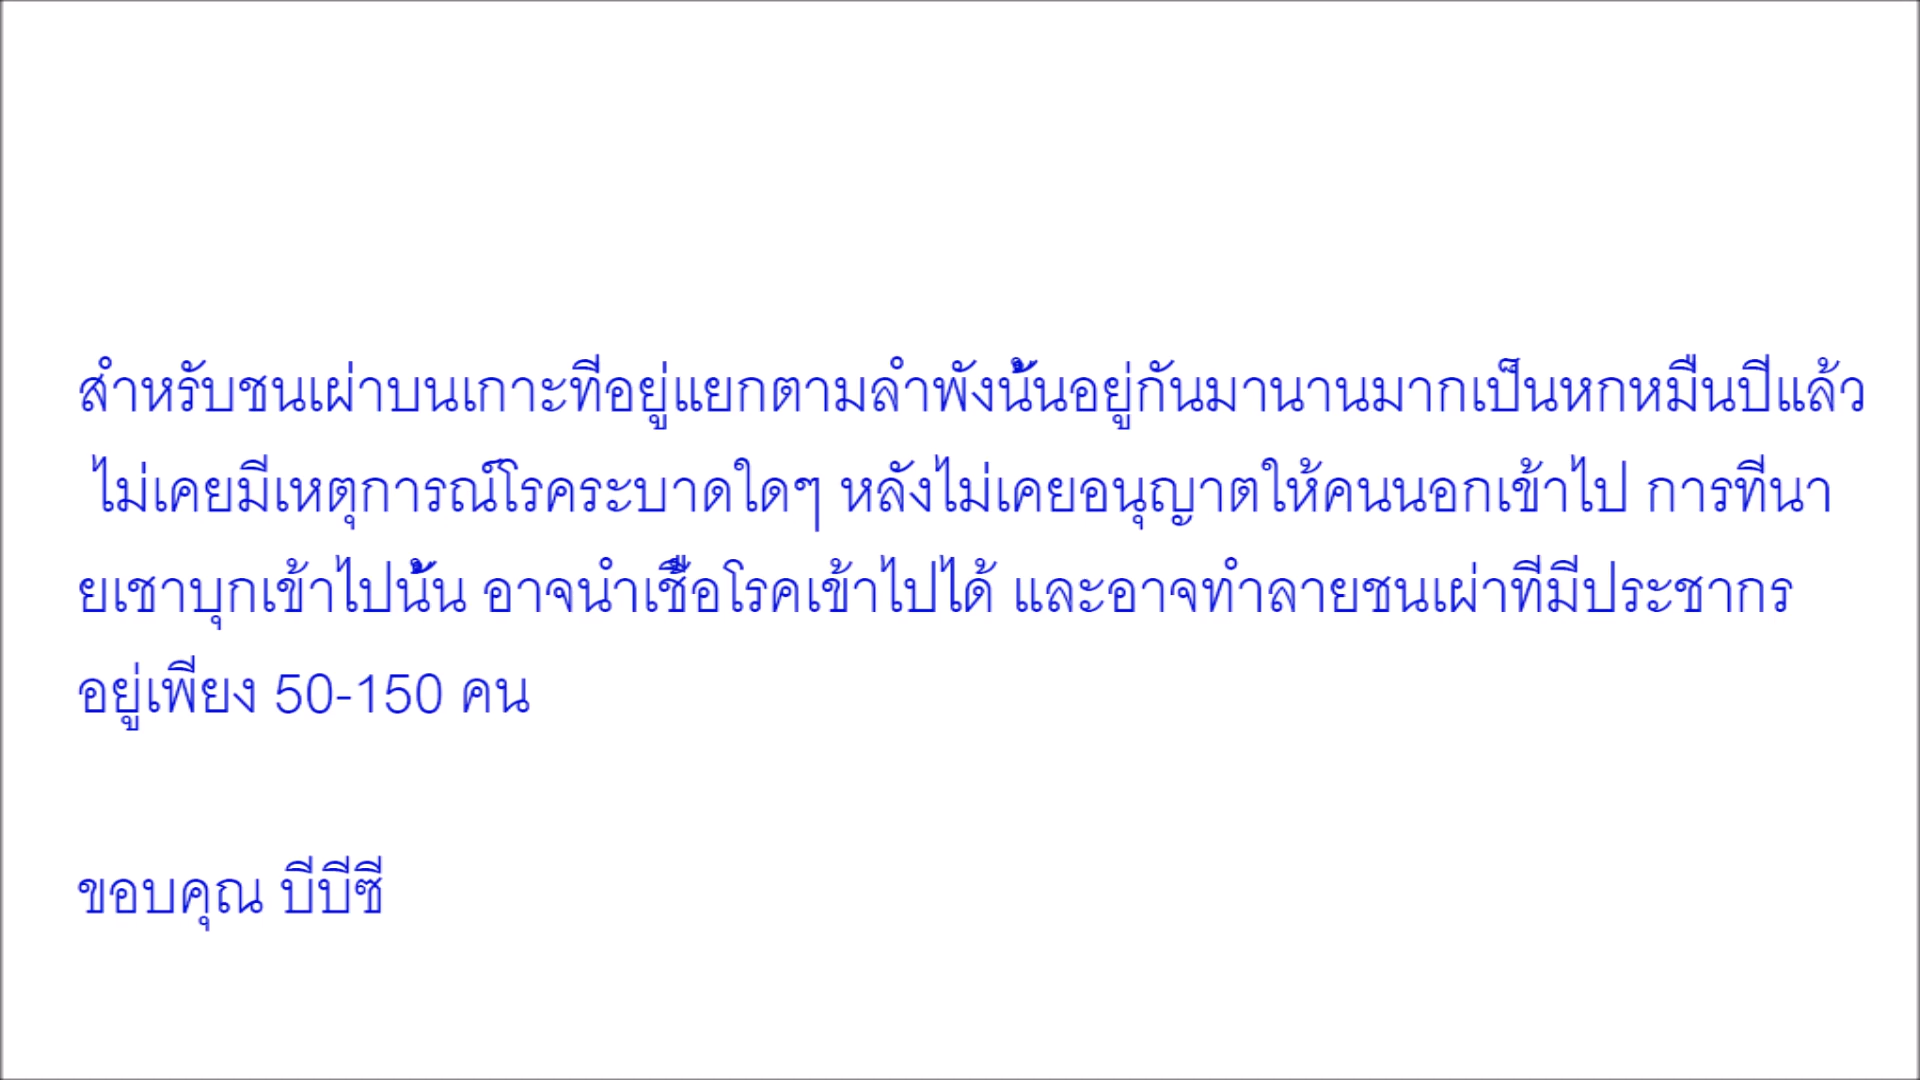 สำหรับชนเผ่าบนเกาะที่อยู่แยกตามลำพังนั้นอยู่กันมานานมากเป็นหกหมื่นปีแล้ว
ไม่เคยมีเหตุการณ์โรคระบาดใดๆ หลังไม่เคยอนุญาตให้คนนอกเข้าไป การที่นา
ยเชาบุกเข้าไปนั้น อาจนำเชื้อโรคเข้าไปได้ และอาจทำลายชนเผ่าที่มีประชากร
อยู่เพียง 50-150 คน
ขอบคุณ บีบีซี